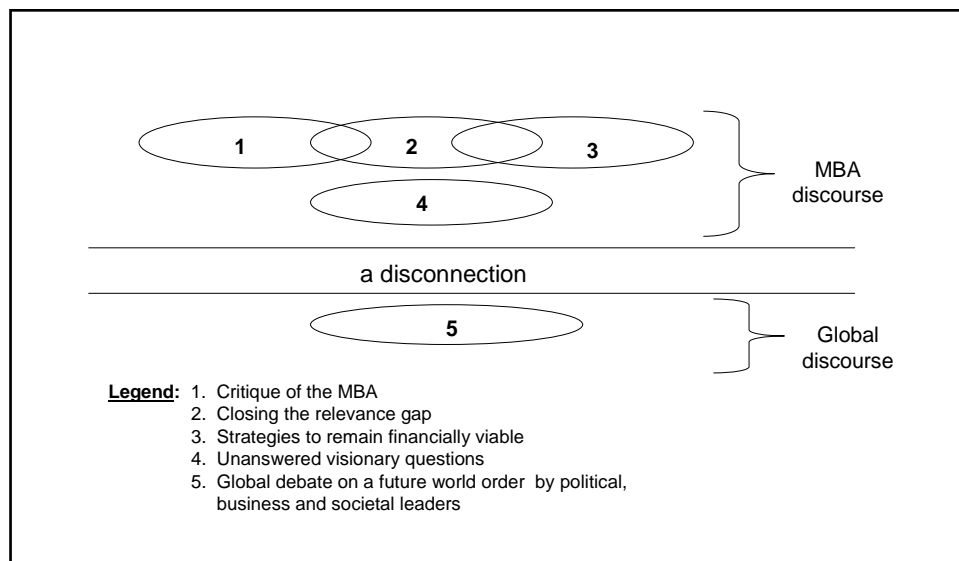 1
2
3
4
MBA
discourse
a disconnection
5
Global
discourse
Legend: 1. Critique of the MBA
2. Closing the relevance gap
3. Strategies to remain financially viable
4. Unanswered visionary questions
5. Global debate on a future world order by political,
business and societal leaders